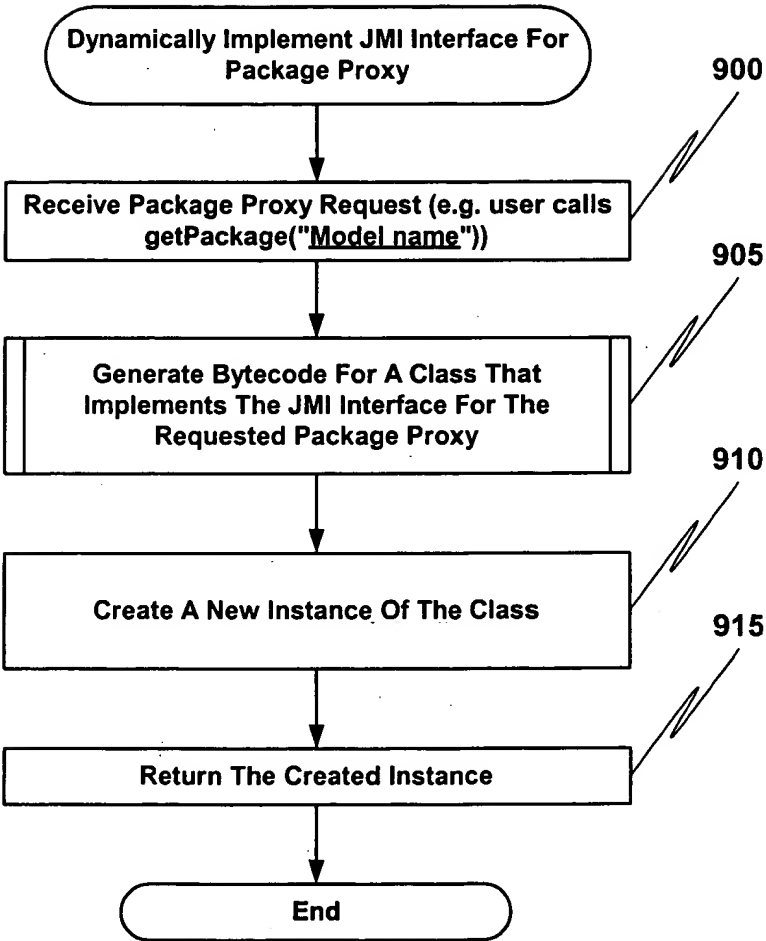 Dynamically Implement JMI Interface For
Package Proxy
900
Receive Package Proxy Request (e.g. user calls
getPackage("Model name"))
905
Generate Bytecode For A Class That
Implements The JMI Interface For The
Requested Package Proxy
910
Create A New Instance Of The Class
915
Return The Created Instance
End